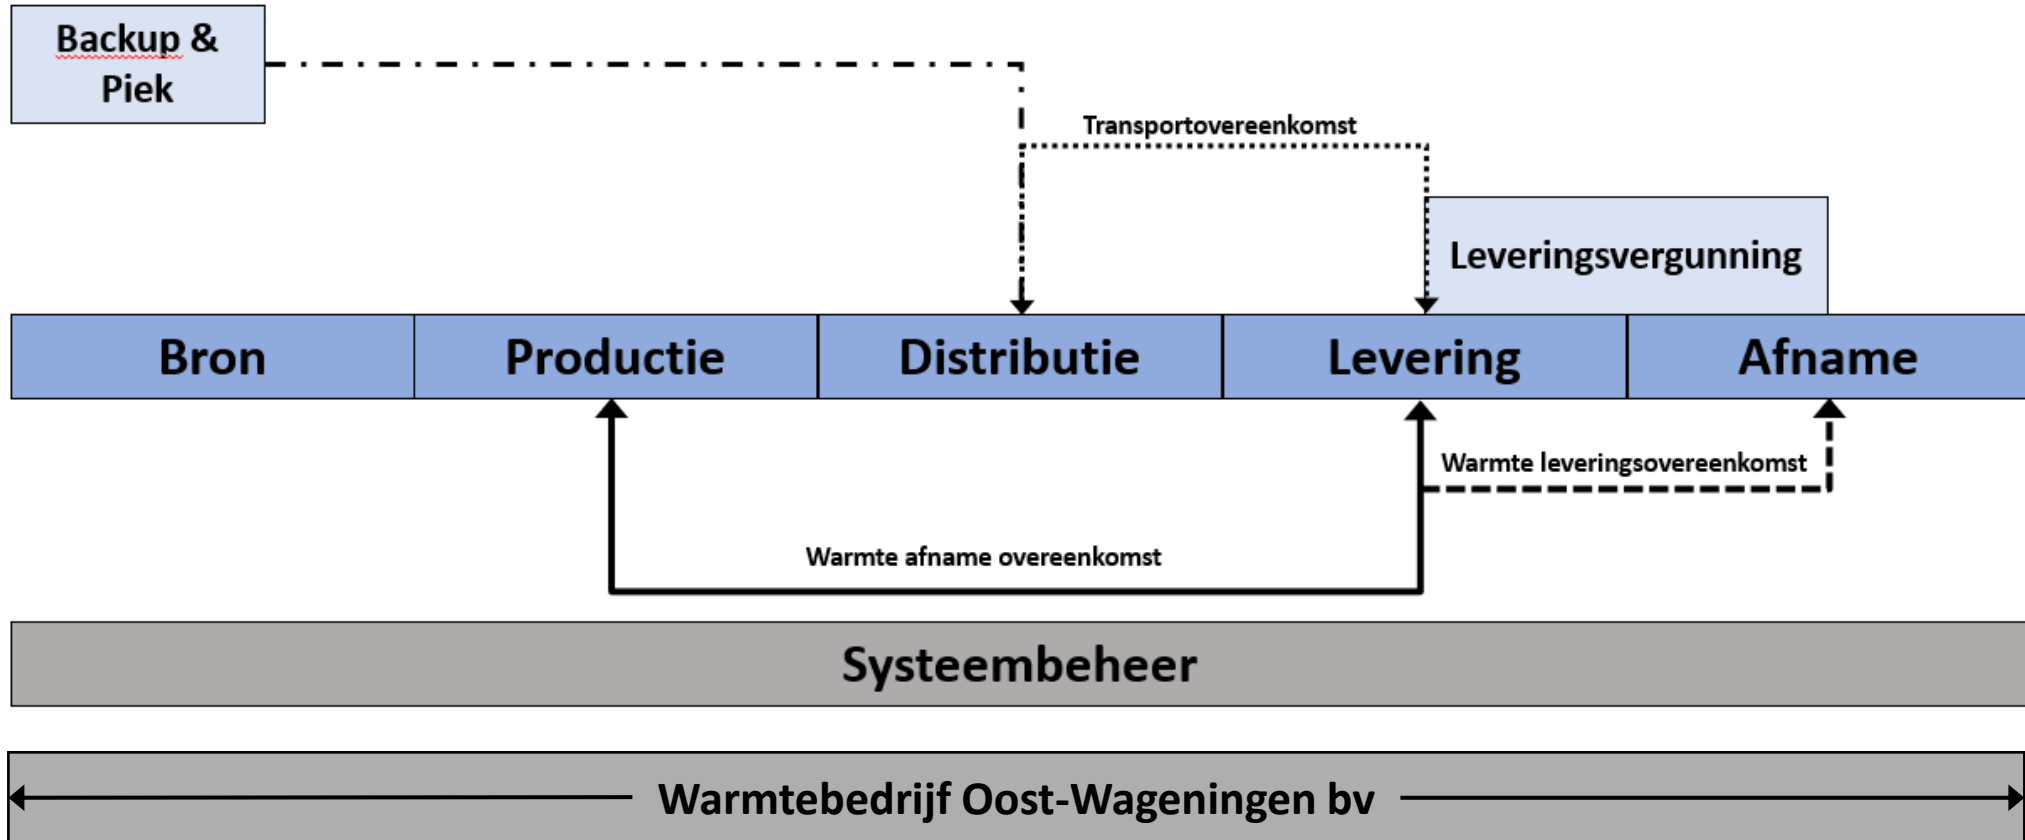 Backup &
Piek
Transportovereenkomst
Leveringsvergunning
Bron Productie Distributie Levering Afname
Warmte leveringsovereenkomst
Warmte afname overeenkomst
Systeembeheer
Warmtebedrijf Oost-Wageningen bv